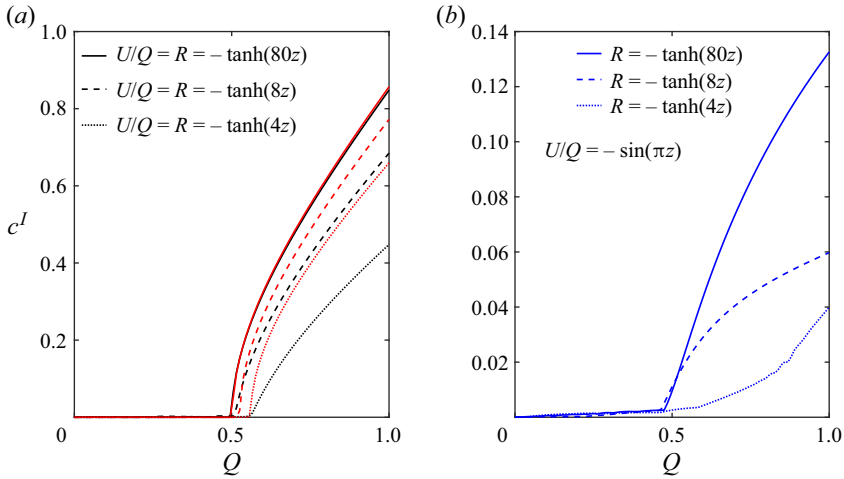 (a)
1.0
U/Q = R = – tanh(80z)
U/Q = R = – tanh(8z)
U/Q = R = – tanh(4z)
0.8
0.6
c^I
0.4
0.2
0
0.5
1.0
Q
(b)
0.14
R = – tanh(80z)
R = – tanh(8z)
R = – tanh(4z)
0.12
0.10
U/Q = – sin(πz)
0.08
0.06
0.04
0.02
0
0.5
1.0
Q